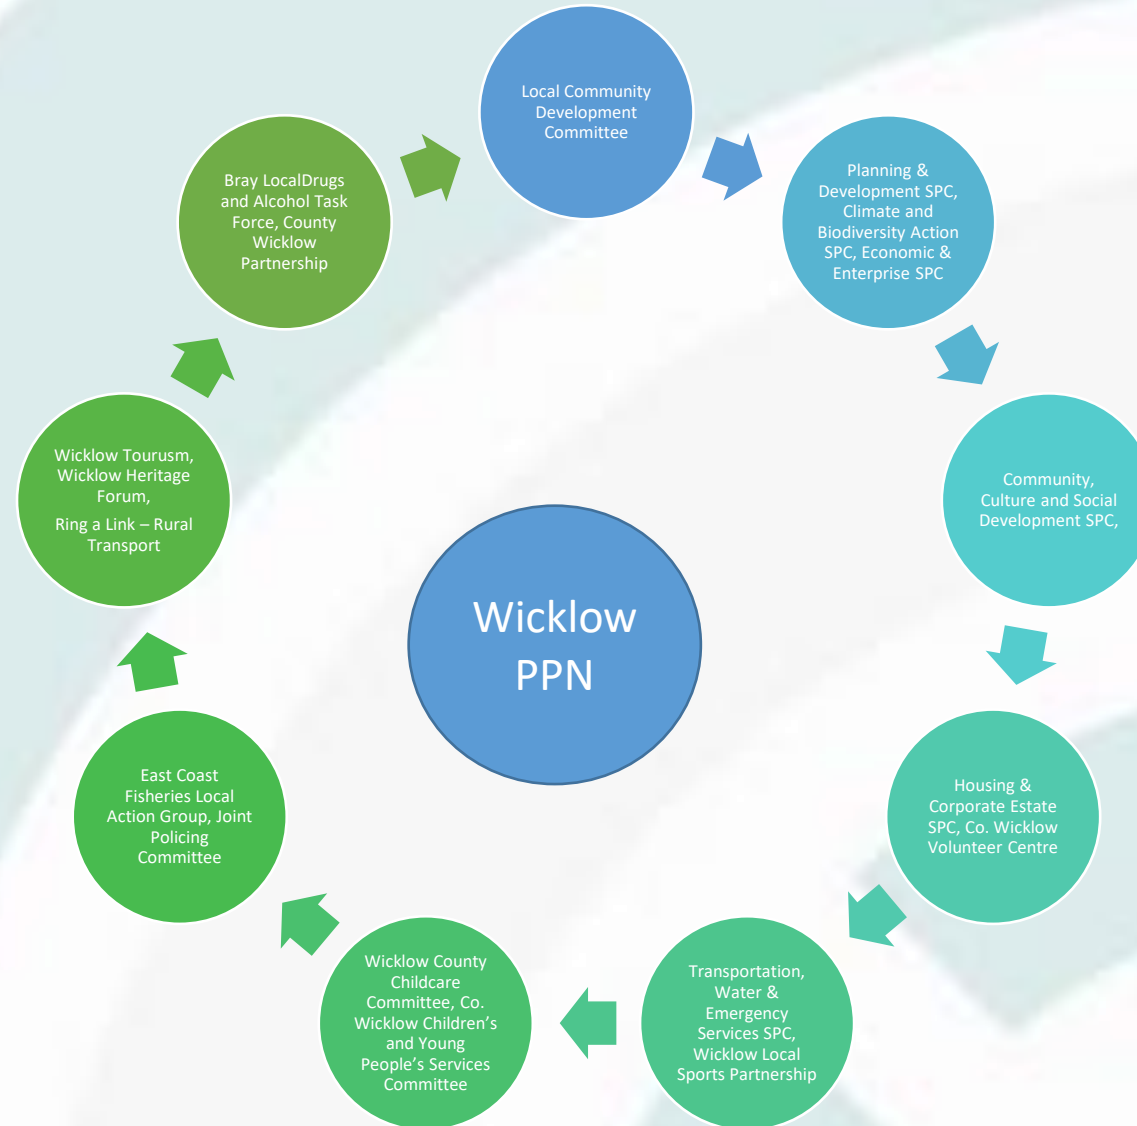 Local Community
Development
Committee
Planning &
Development SPC,
Climate and
Biodiversity Action
SPC, Economic &
Enterprise SPC
Community,
Culture and Social
Development SPC,
Housing &
Corporate Estate
SPC, Co. Wicklow
Volunteer Centre
Transportation,
Water &
Emergency
Services SPC,
Wicklow Local
Sports Partnership
Wicklow County
Childcare
Committee, Co.
Wicklow Children’s
and Young
People’s Services
Committee
East Coast
Fisheries Local
Action Group, Joint
Policing
Committee
Wicklow Tourusm,
Wicklow Heritage
Forum,
Ring a Link – Rural
Transport
Bray LocalDrugs
and Alcohol Task
Force, County
Wicklow
Partnership
Wicklow
PPN